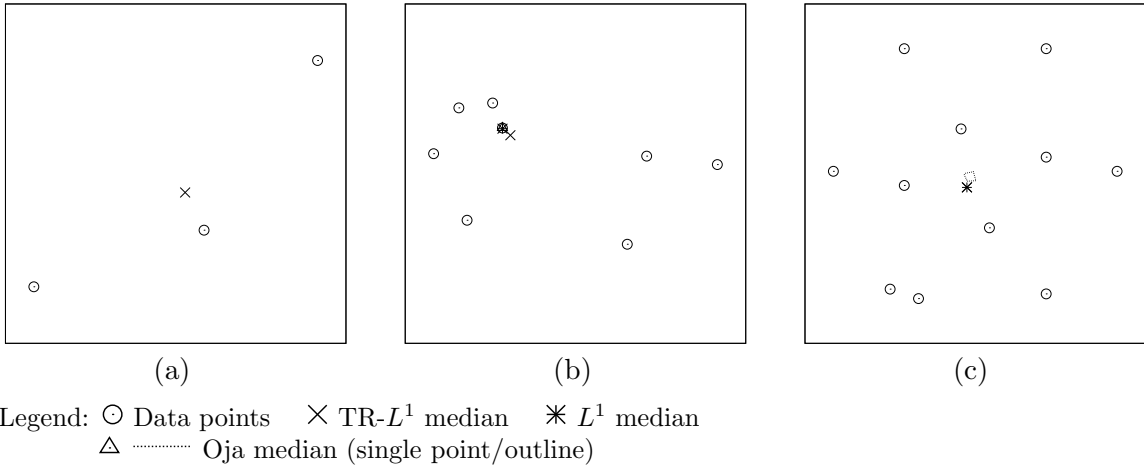 (a) (b) (c)
Legend: Data points TR-L¹ median L¹ median
Oja median (single point/outline)